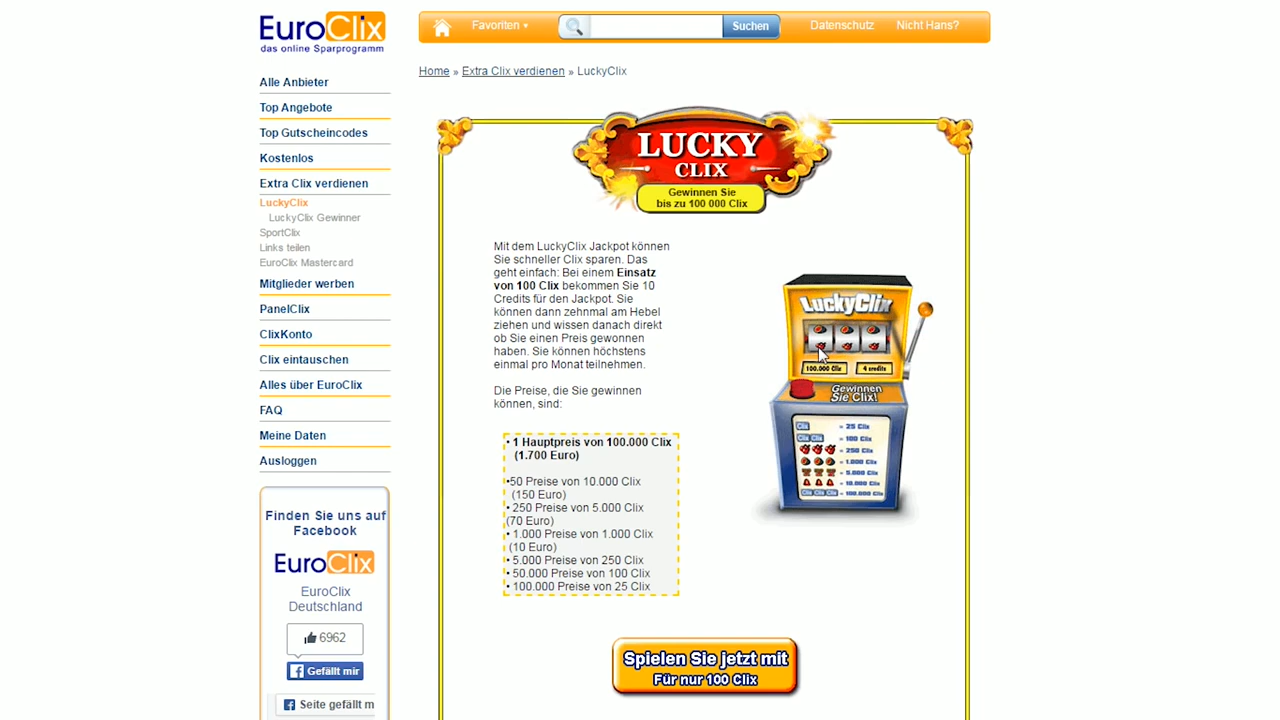 EuroClix
das online Sparprogramm
Favoriten ▾
Suchen
Datenschutz
Nicht Hans?
Home » Extra Clix verdienen » LuckyClix
Alle Anbieter
Top Angebote
Top Gutscheincodes
Kostenlos
Extra Clix verdienen
LuckyClix
LuckyClix Gewinner
SportClix
Links teilen
EuroClix Mastercard
Mitglieder werben
PanelClix
ClixKonto
Clix eintauschen
Alles über EuroClix
FAQ
Meine Daten
Ausloggen
Finden Sie uns auf
Facebook
EuroClix
EuroClix
Deutschland
6962
Gefällt mir
Seite gefällt m
LUCKY
CLIX
Gewinnen Sie
bis zu 100 000 Clix
Mit dem LuckyClix Jackpot können
Sie schneller Clix sparen. Das
geht einfach: Bei einem Einsatz
von 100 Clix bekommen Sie 10
Credits für den Jackpot. Sie
können dann zehnmal am Hebel
ziehen und wissen danach direkt
ob Sie einen Preis gewonnen
haben. Sie können höchstens
einmal pro Monat teilnehmen.
Die Preise, die Sie gewinnen
können, sind:
• 1 Hauptpreis von 100.000 Clix
(1.700 Euro)
•50 Preise von 10.000 Clix
(150 Euro)
• 250 Preise von 5.000 Clix
(70 Euro)
• 1.000 Preise von 1.000 Clix
(10 Euro)
• 5.000 Preise von 250 Clix
• 50.000 Preise von 100 Clix
• 100.000 Preise von 25 Clix
LuckyClix
100.000 Clix
4 credits
Gewinnen
Sie Clix!
Clix = 25 Clix
Clix Clix = 100 Clix
= 250 Clix
= 1.000 Clix
= 5.000 Clix
= 10.000 Clix
Clix Clix Clix = 100.000 Clix
Spielen Sie jetzt mit
Für nur 100 Clix